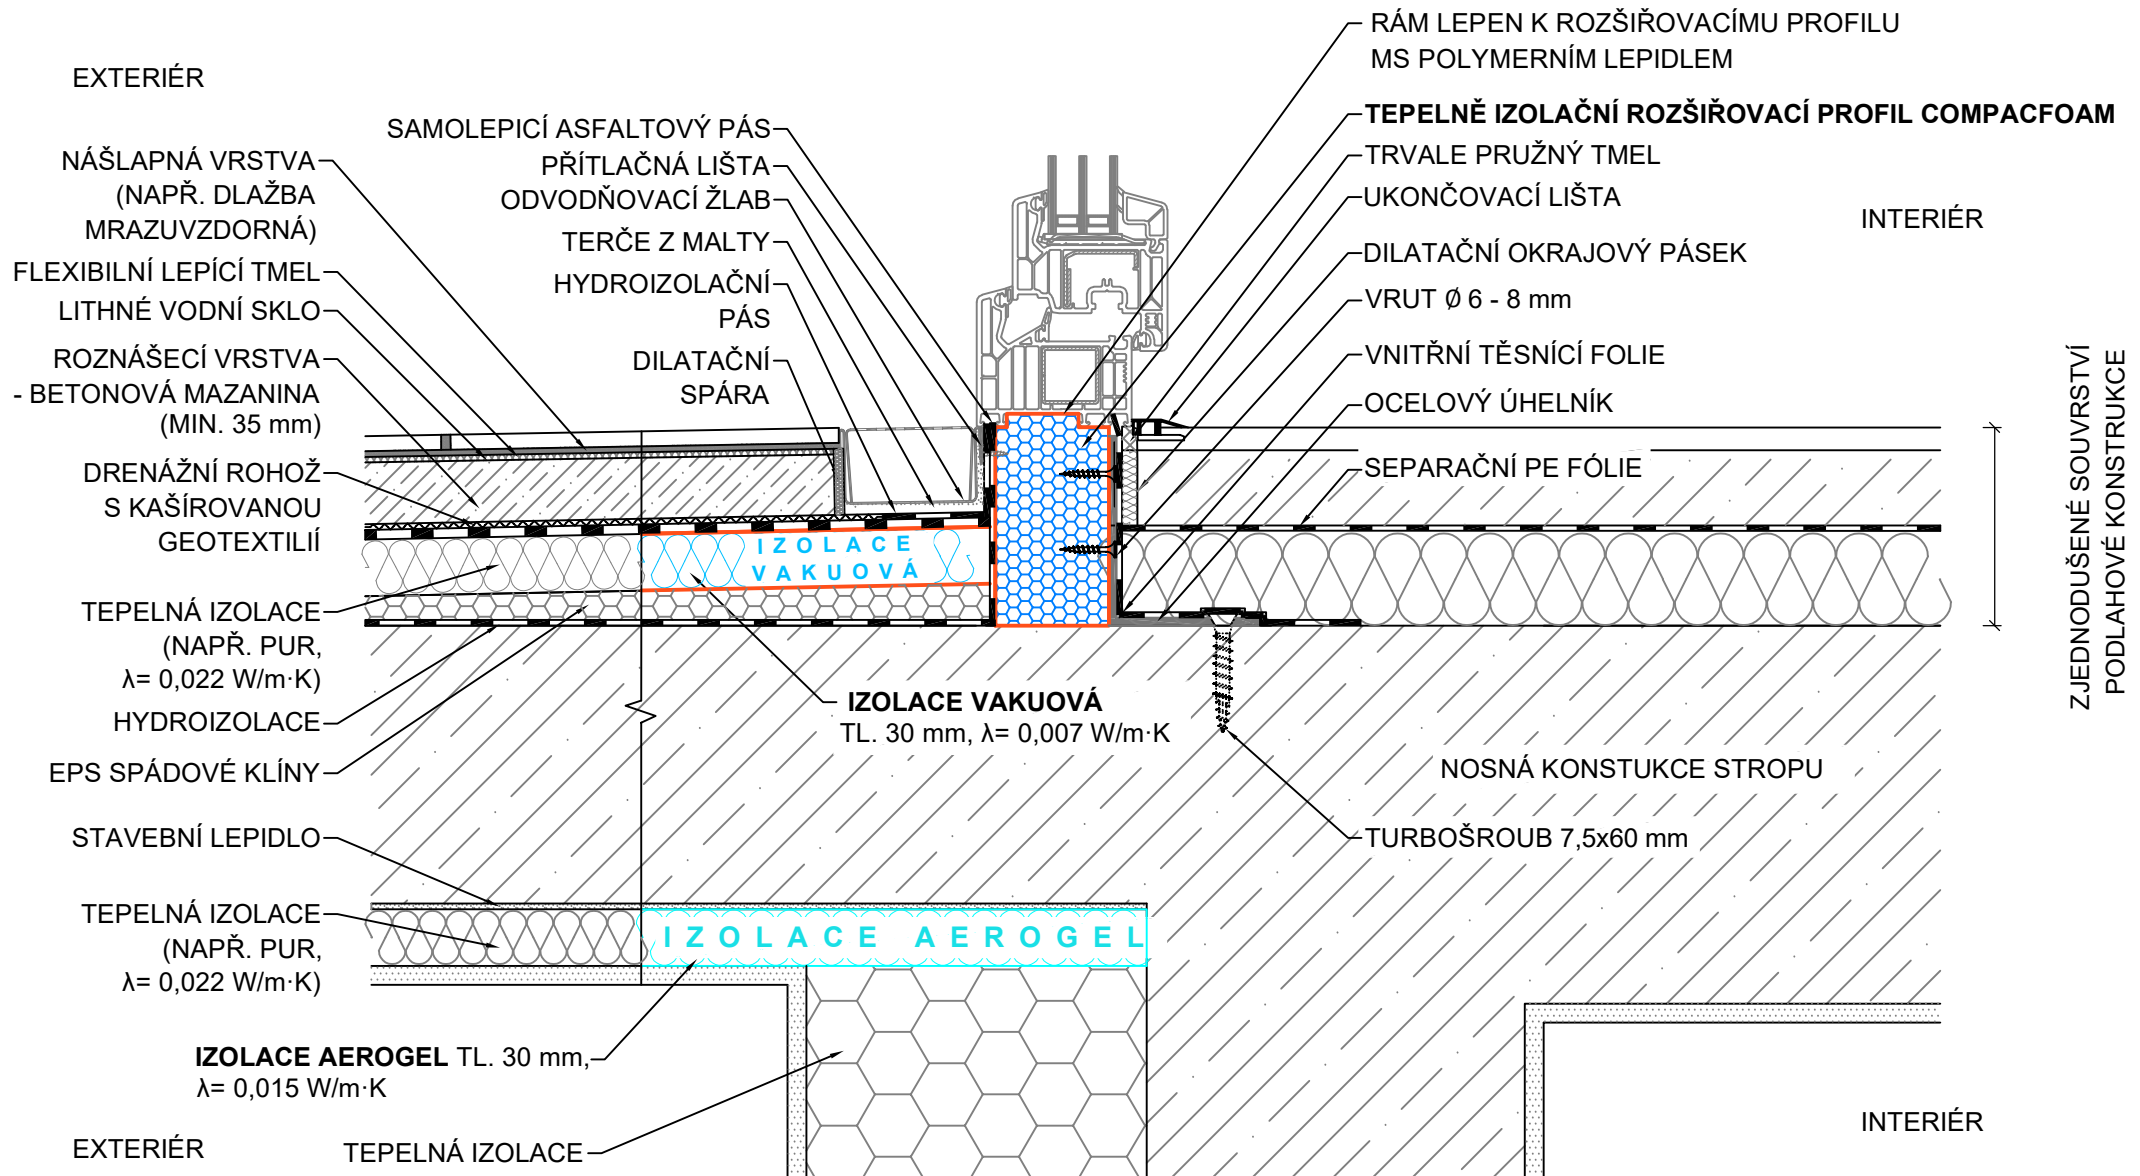 EXTERIÉR
NÁŠLAPNÁ VRSTVA
(NAPŘ. DLAŽBA
MRAZUVZDORNÁ)
FLEXIBILNÍ LEPÍCÍ TMEL
LITHNÉ VODNÍ SKLO
ROZNÁŠECÍ VRSTVA
- BETONOVÁ MAZANINA
(MIN. 35 mm)
DRENÁŽNÍ ROHOŽ
S KAŠÍROVANOU
GEOTEXTILIÍ
TEPELNÁ IZOLACE
(NAPŘ. PUR,
λ= 0,022 W/m·K)
HYDROIZOLACE
EPS SPÁDOVÉ KLÍNY
STAVEBNÍ LEPIDLO
TEPELNÁ IZOLACE
(NAPŘ. PUR,
λ= 0,022 W/m·K)
IZOLACE AEROGEL TL. 30 mm,
λ= 0,015 W/m·K
EXTERIÉR
TEPELNÁ IZOLACE
SAMOLEPICÍ ASFALTOVÝ PÁS
PŘÍTLAČNÁ LIŠTA
ODVODŇOVACÍ ŽLAB
TERČE Z MALTY
HYDROIZOLAČNÍ
PÁS
DILATAČNÍ
SPÁRA
IZOLACE
VAKUOVÁ
IZOLACE VAKUOVÁ
TL. 30 mm, λ= 0,007 W/m·K
IZOLACE AEROGEL
RÁM LEPEN K ROZŠIŘOVACÍMU PROFILU
MS POLYMERNÍM LEPIDLEM
TEPELNĚ IZOLAČNÍ ROZŠIŘOVACÍ PROFIL COMPACFOAM
TRVALE PRUŽNÝ TMEL
UKONČOVACÍ LIŠTA
INTERIÉR
DILATAČNÍ OKRAJOVÝ PÁSEK
VRUT Ø 6 - 8 mm
VNITŘNÍ TĚSNÍCÍ FOLIE
OCELOVÝ ÚHELNÍK
SEPARAČNÍ PE FÓLIE
ZJEDNODUŠENÉ SOUVRSTVÍ
PODLAHOVÉ KONSTRUKCE
NOSNÁ KONSTUKCE STROPU
TURBOŠROUB 7,5x60 mm
INTERIÉR